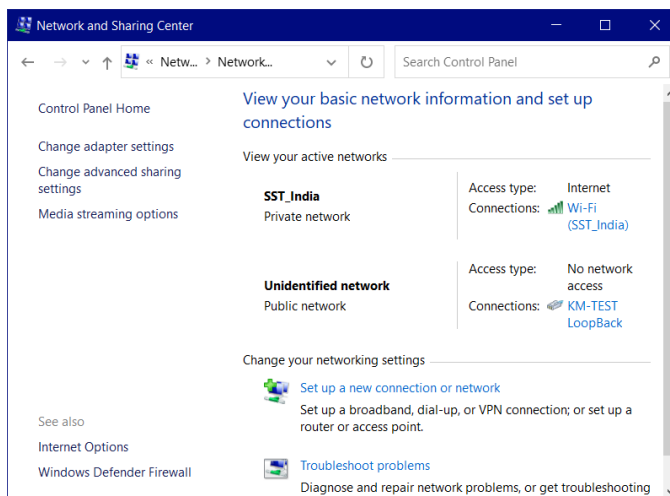 Network and Sharing Center
« Netw... > Network...
Search Control Panel
Control Panel Home
Change adapter settings
Change advanced sharing
settings
Media streaming options
See also
Internet Options
Windows Defender Firewall
View your basic network information and set up
connections
View your active networks
SST_India
Private network
Access type: Internet
Connections: Wi-Fi
(SST_India)
Unidentified network
Public network
Access type: No network
access
Connections: KM-TEST
LoopBack
Change your networking settings
Set up a new connection or network
Set up a broadband, dial-up, or VPN connection; or set up a
router or access point.
Troubleshoot problems
Diagnose and repair network problems, or get troubleshooting